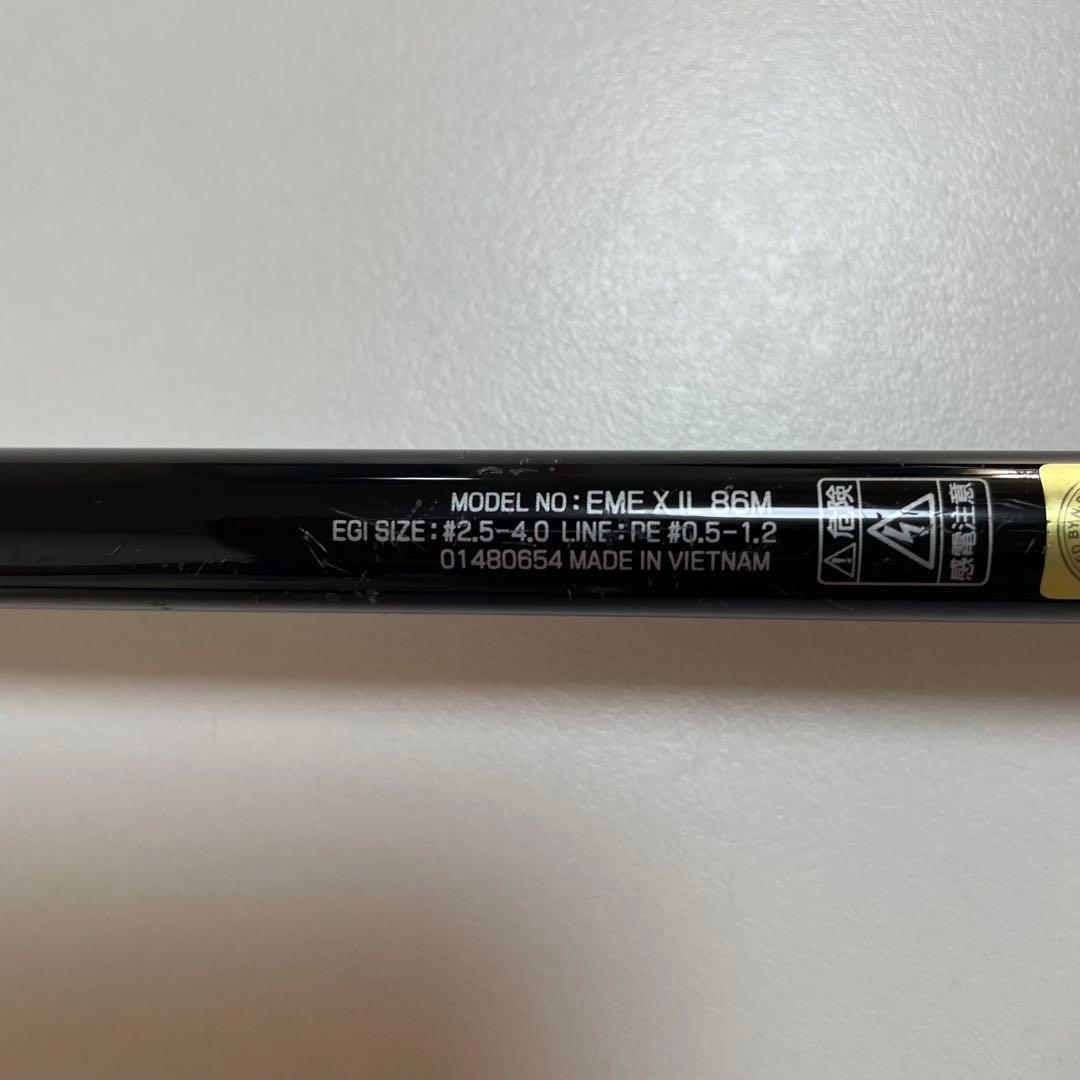 MODEL NO : EME X II 86M
EGI SIZE : #2.5-4.0 LINE : PE #0.5-1.2
01480654 MADE IN VIETNAM
危険
感電注意